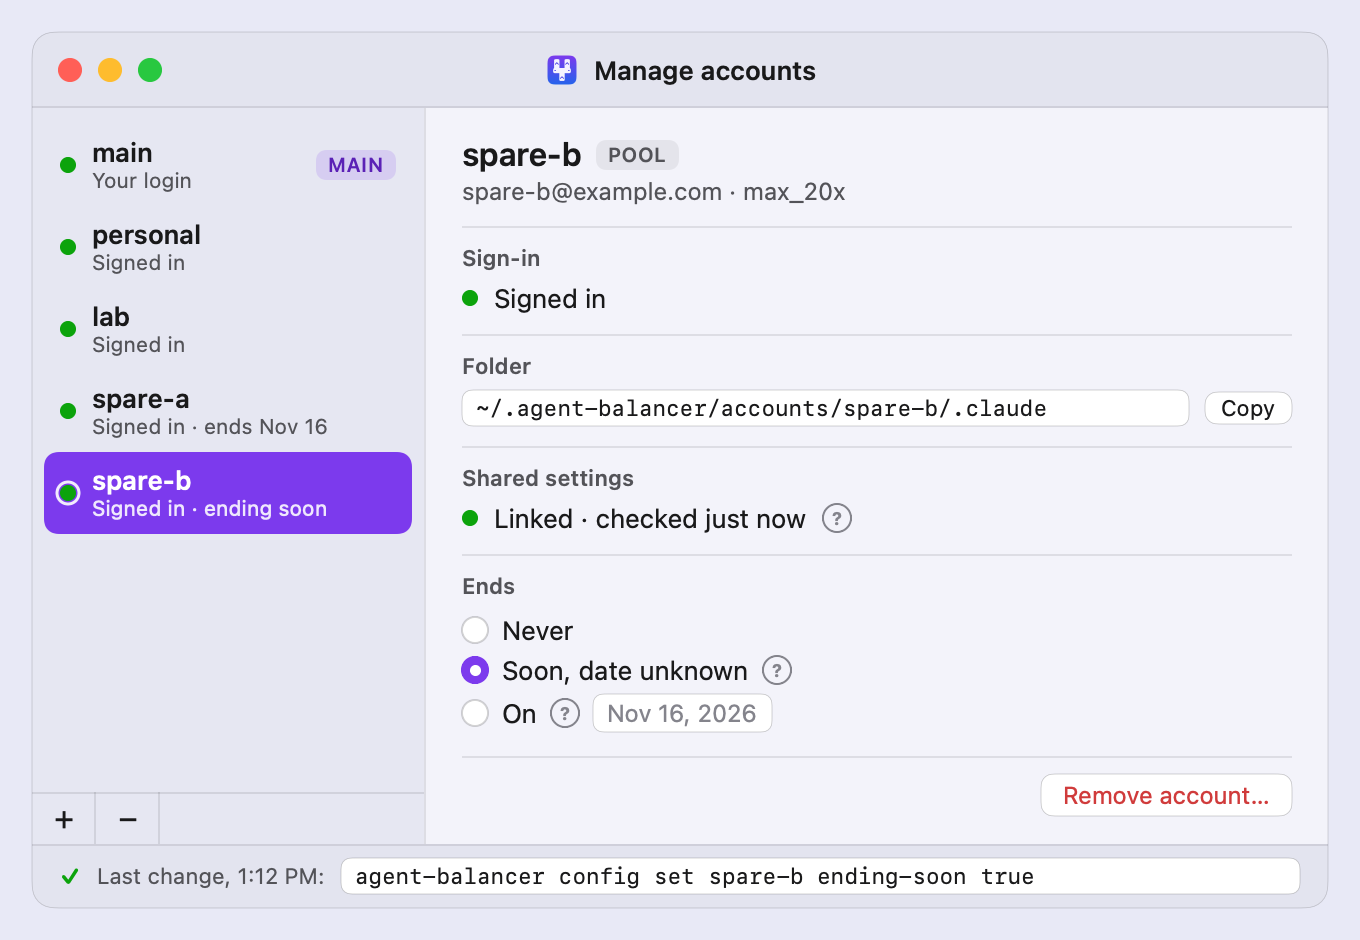 Manage accounts
main
Your login
MAIN
personal
Signed in
lab
Signed in
spare-a
Signed in · ends Nov 16
spare-b
Signed in · ending soon
+ −
spare-b POOL
spare-b@example.com · max_20x
Sign-in
Signed in
Folder
~/.agent-balancer/accounts/spare-b/.claude Copy
Shared settings
Linked · checked just now ?
Ends
Never
Soon, date unknown ?
On ? Nov 16, 2026
Remove account…
Last change, 1:12 PM: agent-balancer config set spare-b ending-soon true